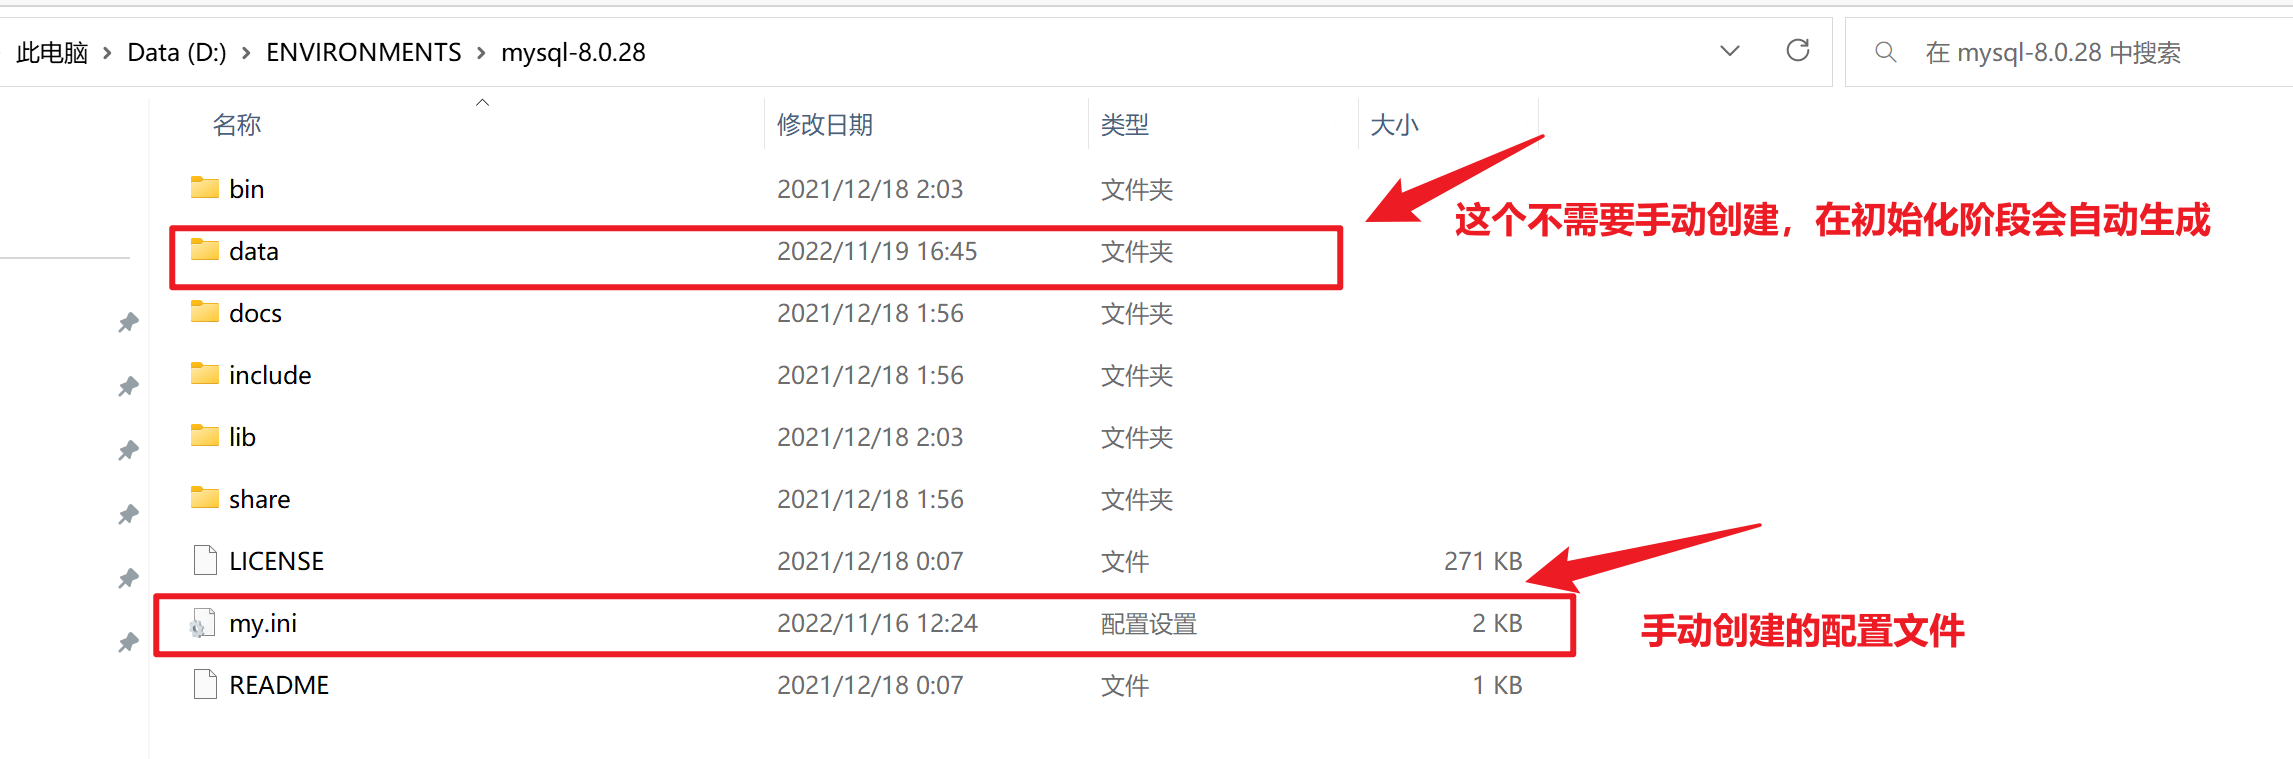 此电脑 > Data (D:) > ENVIRONMENTS > mysql-8.0.28
在 mysql-8.0.28 中搜索
名称 修改日期 类型 大小
bin 2021/12/18 2:03 文件夹
这个不需要手动创建，在初始化阶段会自动生成
data 2022/11/19 16:45 文件夹
docs 2021/12/18 1:56 文件夹
include 2021/12/18 1:56 文件夹
lib 2021/12/18 2:03 文件夹
share 2021/12/18 1:56 文件夹
LICENSE 2021/12/18 0:07 文件 271 KB
my.ini 2022/11/16 12:24 配置设置 2 KB
手动创建的配置文件
README 2021/12/18 0:07 文件 1 KB